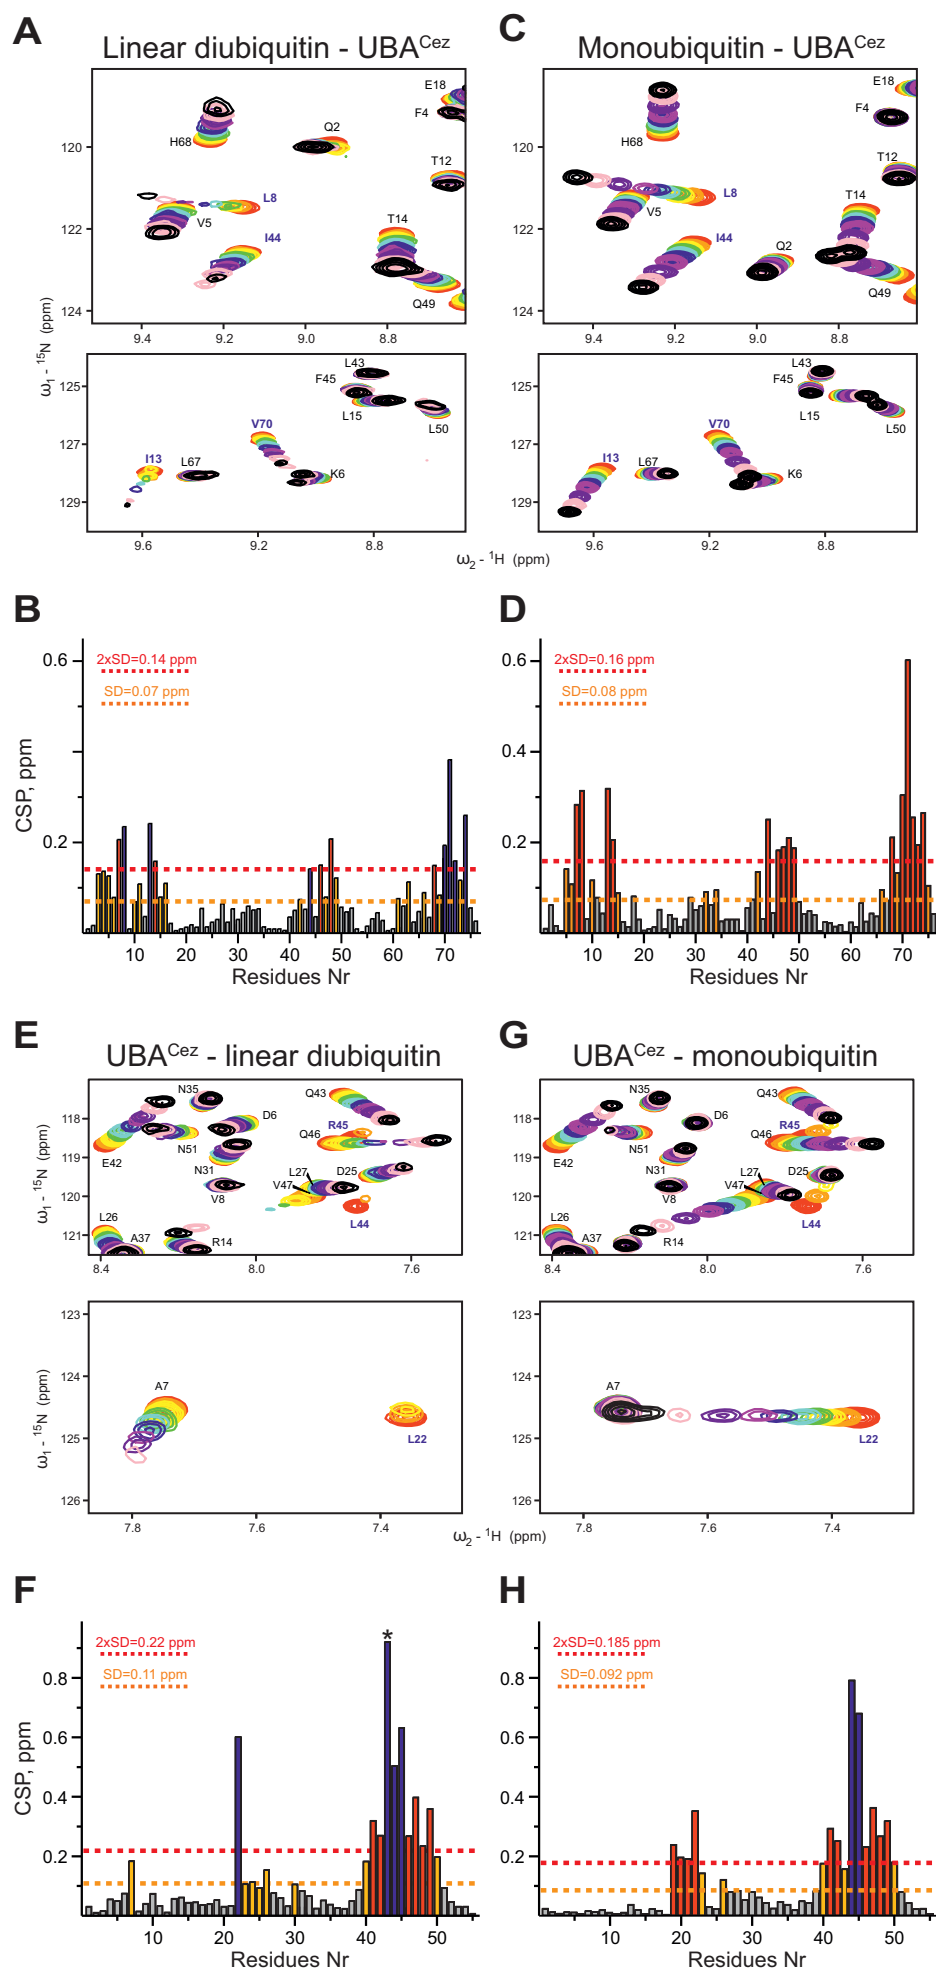 A
Linear diubiquitin - UBACez
E18
F4
120
Q2
H68
T12
L8
V5
T14
122
I44
Q49
124
9.4
9.2
9.0
8.8
ω1 - 15N (ppm)
L43
125
F45
L15
L50
V70
127
I13
L67
K6
129
9.6
9.2
8.8
C
Monoubiquitin - UBACez
E18
F4
120
H68
T12
L8
V5
T14
122
I44
Q2
Q49
124
9.4
9.2
9.0
8.8
L43
125
F45
L15
L50
V70
127
I13
L67
K6
129
9.6
9.2
8.8
ω2 - 1H (ppm)
B
0.6
2xSD=0.14 ppm
SD=0.07 ppm
CSP, ppm
0.2
10
20
30
40
50
60
70
Residues Nr
D
0.6
2xSD=0.16 ppm
SD=0.08 ppm
0.4
0.2
10
20
30
40
50
60
70
Residues Nr
E
UBACez - linear diubiquitin
N35
Q43
118
D6
R45
Q46
N51
E42
119
N31
L27
D25
V8
V47
120
L26
L44
121
A37
R14
8.4
8.0
7.6
ω1 - 15N (ppm)
123
124
A7
125
L22
126
7.8
7.6
7.4
ω1 - 15N (ppm)
G
UBACez - monoubiquitin
N35
Q43
118
D6
R45
Q46
N51
E42
119
N31
L27
D25
V8
V47
120
L26
L44
121
A37
R14
8.4
8.0
7.6
123
124
A7
125
L22
126
7.8
7.6
7.4
ω2 - 1H (ppm)
F
*
2xSD=0.22 ppm
SD=0.11 ppm
0.8
0.6
CSP, ppm
0.4
0.2
10
20
30
40
50
Residues Nr
H
2xSD=0.185 ppm
SD=0.092 ppm
0.8
0.6
0.4
0.2
10
20
30
40
50
Residues Nr